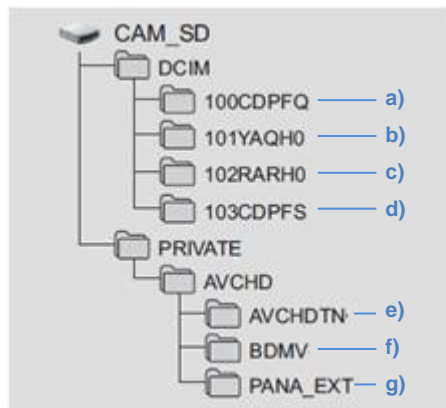 CAM_SD
DCIM
100CDPFQ a)
101YAQH0 b)
102RARH0 c)
103CDPFS d)
PRIVATE
AVCHD
AVCHDTN e)
BDMV f)
PANA_EXT g)